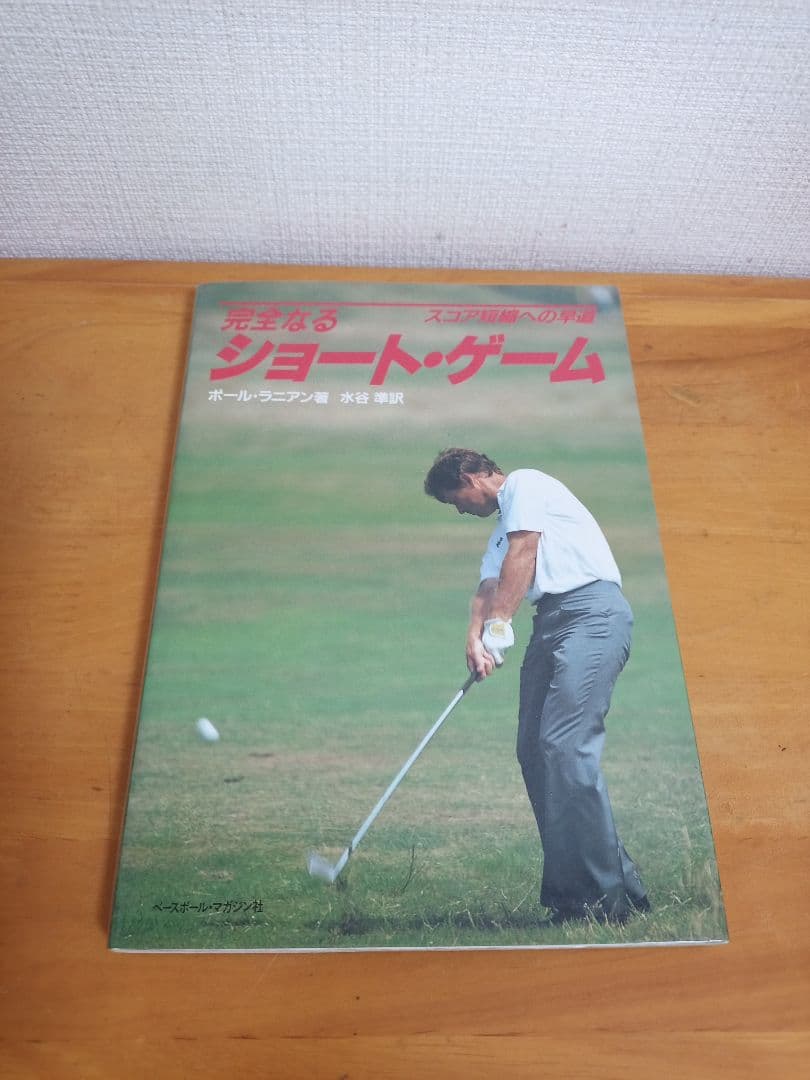 完全なる スコア短縮への早道
ショート・ゲーム
ポール・ラニアン著 水谷 準訳
ベースボール・マガジン社